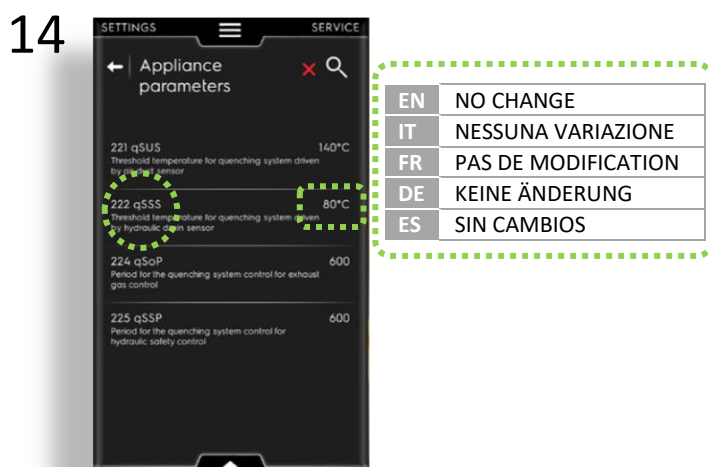 14
SETTINGS
SERVICE
Appliance
parameters
221 qSUS 140°C
Threshold temperature for quenching system driven
by air duct sensor
222 qSSS 80°C
Threshold temperature for quenching system driven
by hydraulic drain sensor
224 qSoP 600
Period for the quenching system control for exhaust
gas control
225 qSSP 600
Period for the quenching system control for
hydraulic safety control
EN NO CHANGE
IT NESSUNA VARIAZIONE
FR PAS DE MODIFICATION
DE KEINE ÄNDERUNG
ES SIN CAMBIOS